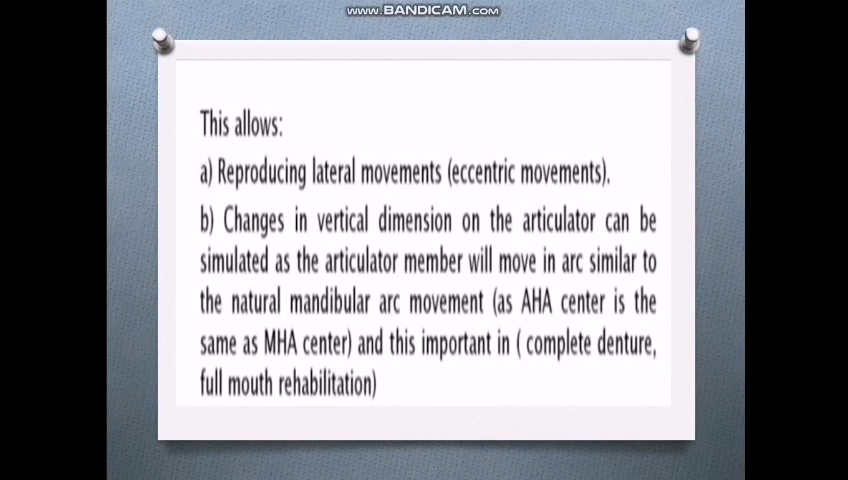 www.BANDICAM.com
This allows:
a) Reproducing lateral movements (eccentric movements).
b) Changes in vertical dimension on the articulator can be
simulated as the articulator member will move in arc similar to
the natural mandibular arc movement (as AHA center is the
same as MHA center) and this important in ( complete denture,
full mouth rehabilitation)